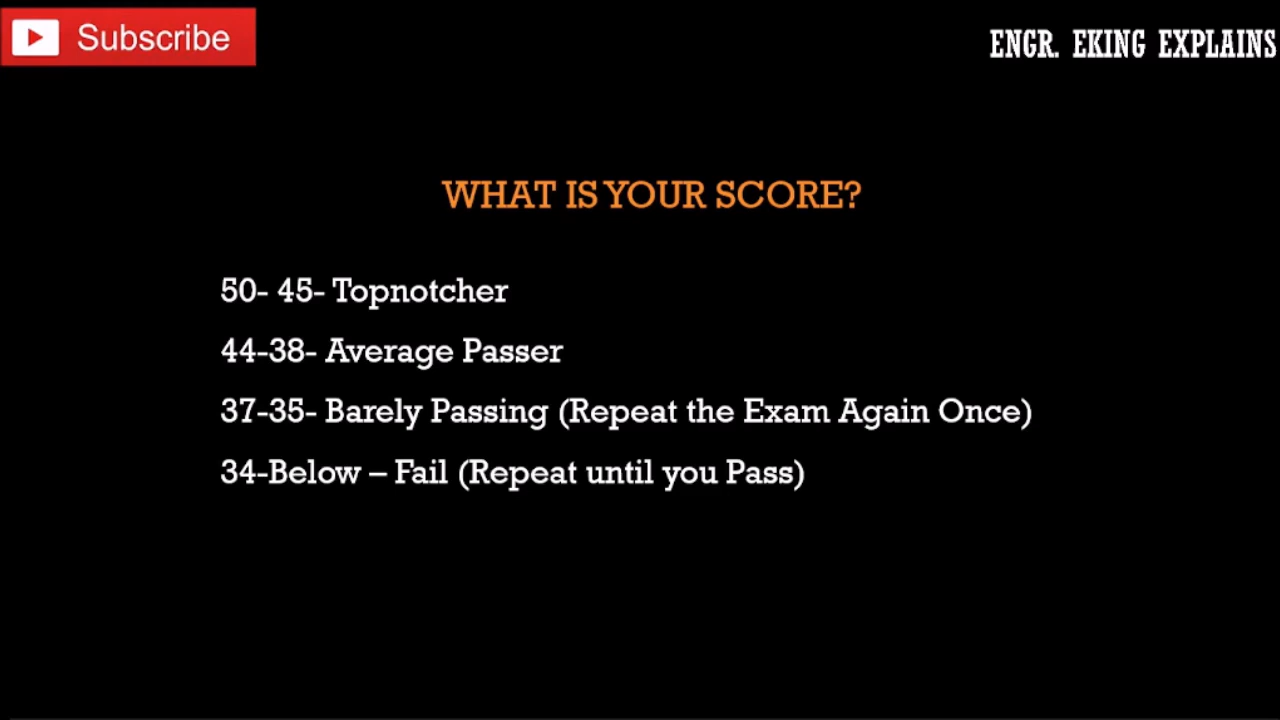 Subscribe
ENGR. EKING EXPLAINS
WHAT IS YOUR SCORE?
50- 45- Topnotcher
44-38- Average Passer
37-35- Barely Passing (Repeat the Exam Again Once)
34-Below – Fail (Repeat until you Pass)